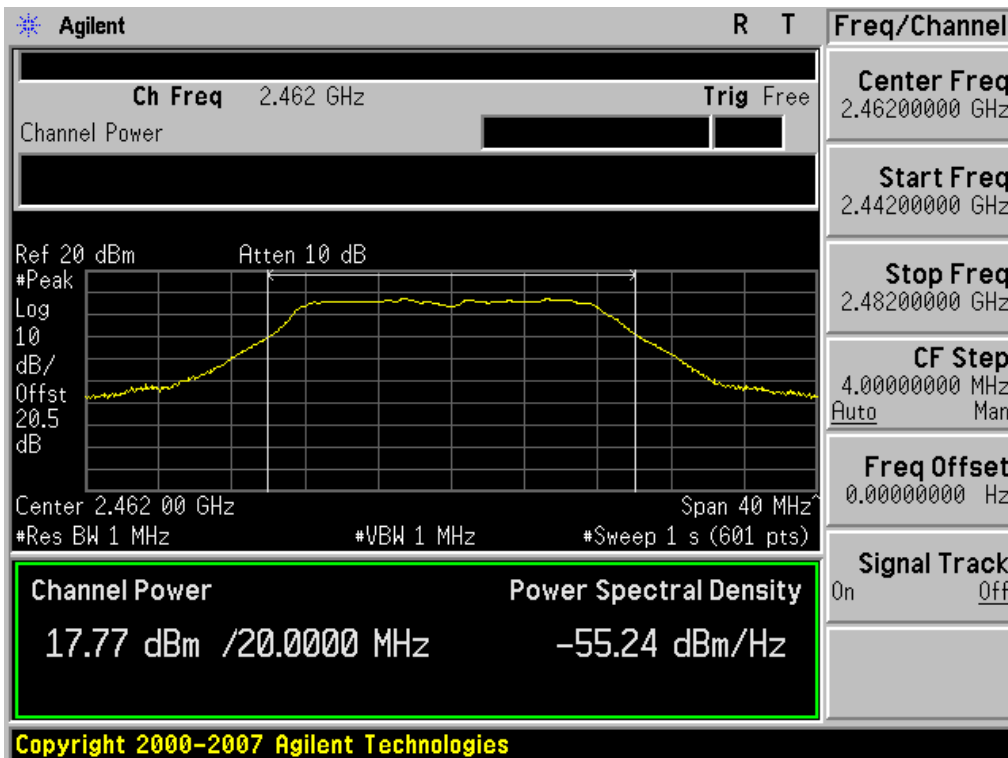 Agilent R T
Ch Freq 2.462 GHz Trig Free
Channel Power
Ref 20 dBm Atten 10 dB
#Peak
Log
10
dB/
Offst
20.5
dB
Center 2.462 00 GHz Span 40 MHz^
#Res BW 1 MHz #VBW 1 MHz #Sweep 1 s (601 pts)
Channel Power Power Spectral Density
17.77 dBm /20.0000 MHz -55.24 dBm/Hz
Copyright 2000-2007 Agilent Technologies
Freq/Channel
Center Freq
2.46200000 GHz
Start Freq
2.44200000 GHz
Stop Freq
2.48200000 GHz
CF Step
4.00000000 MHz
Auto Man
Freq Offset
0.00000000 Hz
Signal Track
On Off